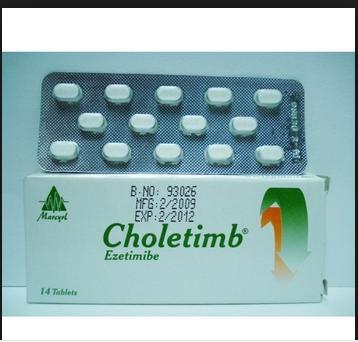 B.NO: 93026
MFG:2/2009
EXP:2/2012
Marcyrl
Choletimb®
Ezetimibe
14 Tablets